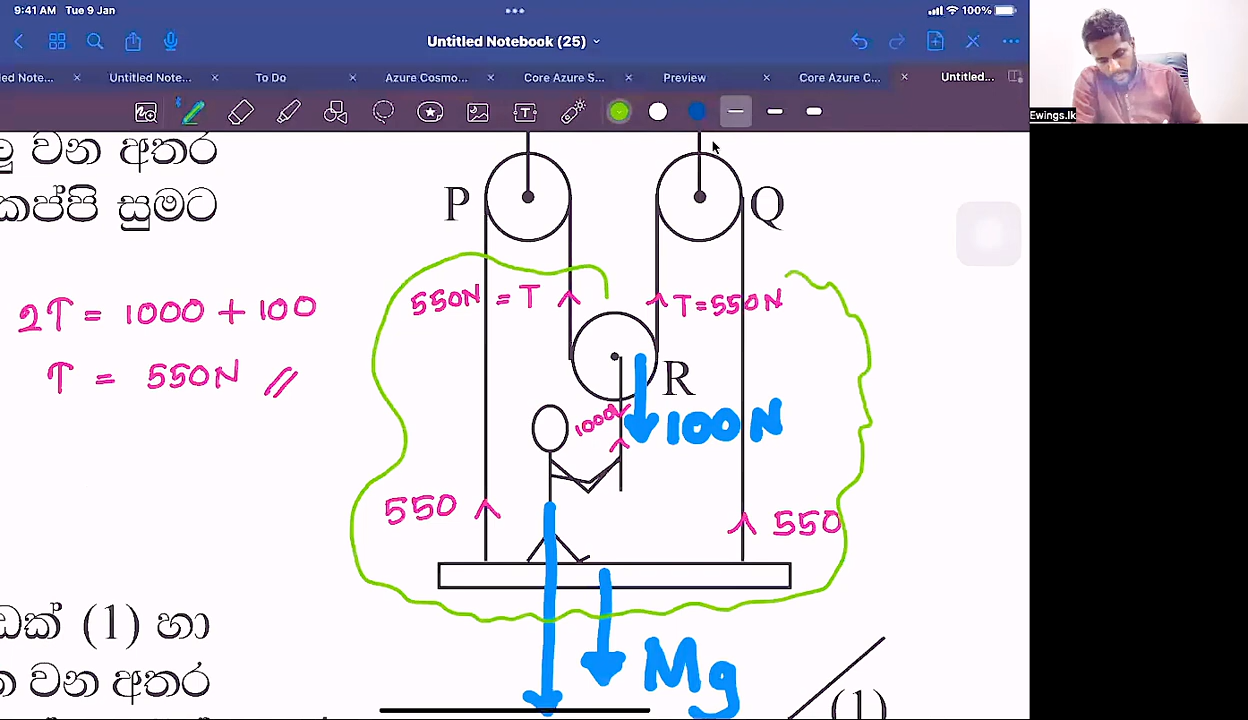 9:41 AM Tue 9 Jan
100%
Untitled Notebook (25)
led Note...
Untitled Note...
To Do
Azure Cosmo...
Core Azure S...
Preview
Core Azure C...
Untitled...
Ewings.lk
වන අතර
කප්පි සුමට
P
Q
550N = T
T=550N
2T = 1000 + 100
T = 550N //
R
1000
100N
550
550
Mg
(1) හා
වන අතර
(1)